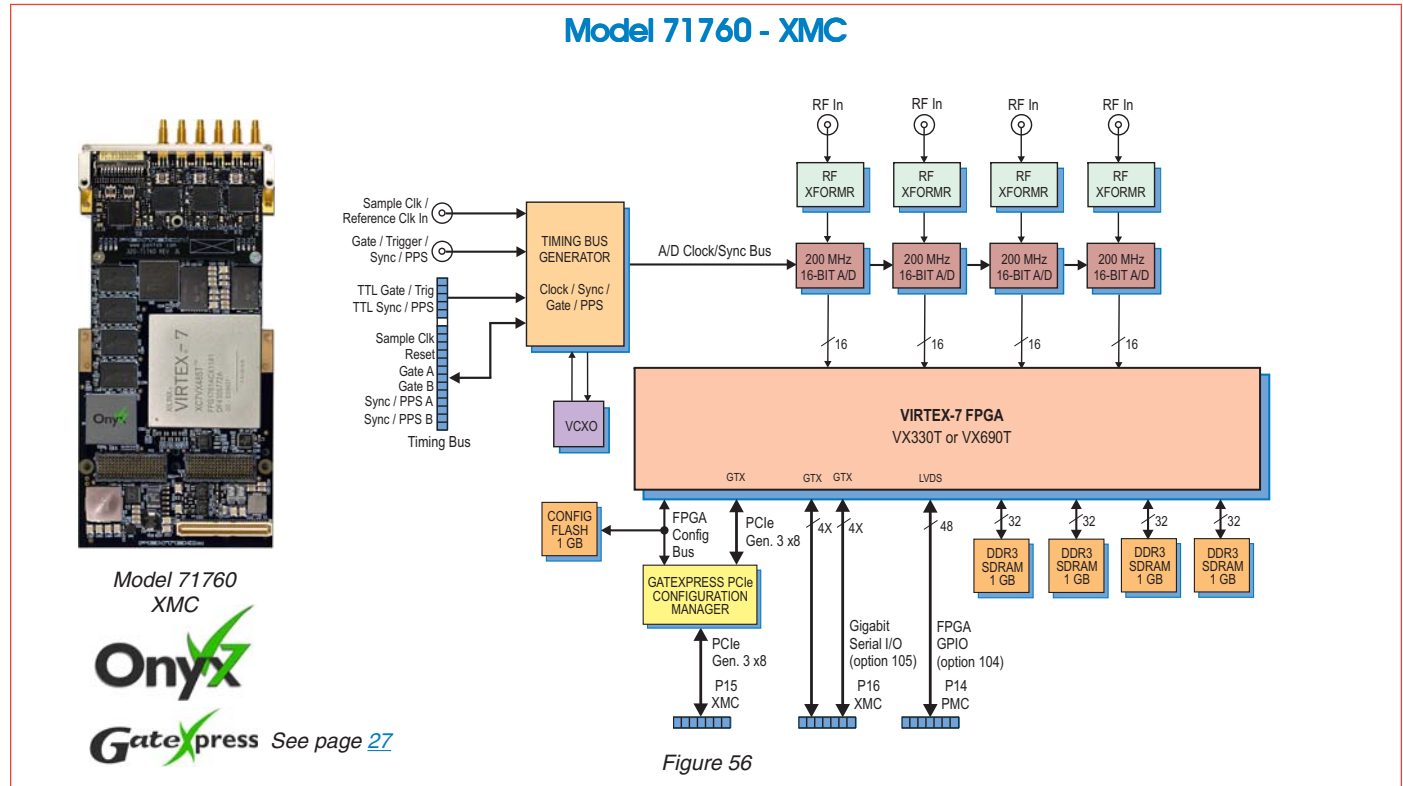 Model 71760 - XMC
RF In
RF In
RF In
RF In
RF
XFORMR
RF
XFORMR
RF
XFORMR
RF
XFORMR
Sample Clk /
Reference Clk In
Gate / Trigger /
Sync / PPS
TTL Gate / Trig
TTL Sync / PPS
Sample Clk
Reset
Gate A
Gate B
Sync / PPS A
Sync / PPS B
Timing Bus
TIMING BUS
GENERATOR
Clock / Sync /
Gate / PPS
VCXO
A/D Clock/Sync Bus
200 MHz
16-BIT A/D
200 MHz
16-BIT A/D
200 MHz
16-BIT A/D
200 MHz
16-BIT A/D
16
16
16
16
VIRTEX-7 FPGA
VX330T or VX690T
GTX
GTX
GTX
LVDS
CONFIG
FLASH
1 GB
FPGA
Config
Bus
PCIe
Gen. 3 x8
4X
4X
48
32
32
32
32
DDR3
SDRAM
1 GB
DDR3
SDRAM
1 GB
DDR3
SDRAM
1 GB
DDR3
SDRAM
1 GB
GATEXPRESS PCIe
CONFIGURATION
MANAGER
PCIe
Gen. 3 x8
P15
XMC
Gigabit
Serial I/O
(option 105)
P16
XMC
FPGA
GPIO
(option 104)
P14
PMC
VIRTEX-7
Onyx
Model 71760
XMC
Onyx7
GateXpress See page 27
Figure 56